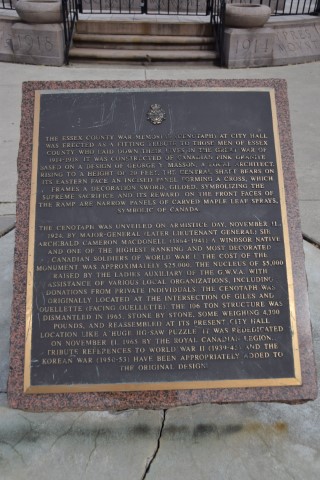 1918
1914
THE ESSEX COUNTY WAR MEMORIAL (CENOTAPH) AT CITY HALL
WAS ERECTED AS A FITTING TRIBUTE TO THOSE MEN OF ESSEX
COUNTY WHO LAID DOWN THEIR LIVES IN THE GREAT WAR OF
1914-1918. IT WAS CONSTRUCTED OF CANADIAN PINK GRANITE
BASED ON A DESIGN OF GEORGE Y. MASSON, A LOCAL ARCHITECT.
RISING TO A HEIGHT OF 30 FEET, THE CENTRAL SHAFT BEARS ON
ITS EASTERN FACE, AN INCISED PANEL FORMING A CROSS, WHICH
FRAMES A DECORATION SWORD, GILDED, SYMBOLIZING THE
SUPREME SACRIFICE AND ITS REWARD. ON THE FRONT FACES OF
THE RAMP ARE NARROW PANELS OF CARVED MAPLE LEAF SPRAYS,
SYMBOLIC OF CANADA.
THE CENOTAPH WAS UNVEILED ON ARMISTICE DAY, NOVEMBER 11,
1924, BY MAJOR-GENERAL (LATER LIEUTENANT-GENERAL) SIR
ARCHIBALD CAMERON MACDONELL (1864-1941), A WINDSOR NATIVE
AND ONE OF THE HIGHEST RANKING AND MOST DECORATED
CANADIAN SOLDIERS OF WORLD WAR I. THE COST OF THE
MONUMENT WAS APPROXIMATELY $25,000, THE NUCLEUS OF $5,000
RAISED BY THE LADIES AUXILIARY OF THE G.W.V.A. WITH
ASSISTANCE OF VARIOUS LOCAL ORGANIZATIONS, INCLUDING
DONATIONS FROM PRIVATE INDIVIDUALS. THE CENOTAPH WAS
ORIGINALLY LOCATED AT THE INTERSECTION OF GILES AND
OUELLETTE (FACING OUELLETTE). THE 106 TON STRUCTURE WAS
DISMANTLED IN 1965, STONE BY STONE, SOME WEIGHING 4,390
POUNDS, AND REASSEMBLED AT ITS PRESENT CITY HALL
LOCATION LIKE A HUGE JIG-SAW PUZZLE. IT WAS REDEDICATED
ON NOVEMBER 11, 1965 BY THE ROYAL CANADIAN LEGION.
TRIBUTE REFERENCES TO WORLD WAR II (1939-45) AND THE
KOREAN WAR (1950-53) HAVE BEEN APPROPRIATELY ADDED TO
THE ORIGINAL DESIGN.